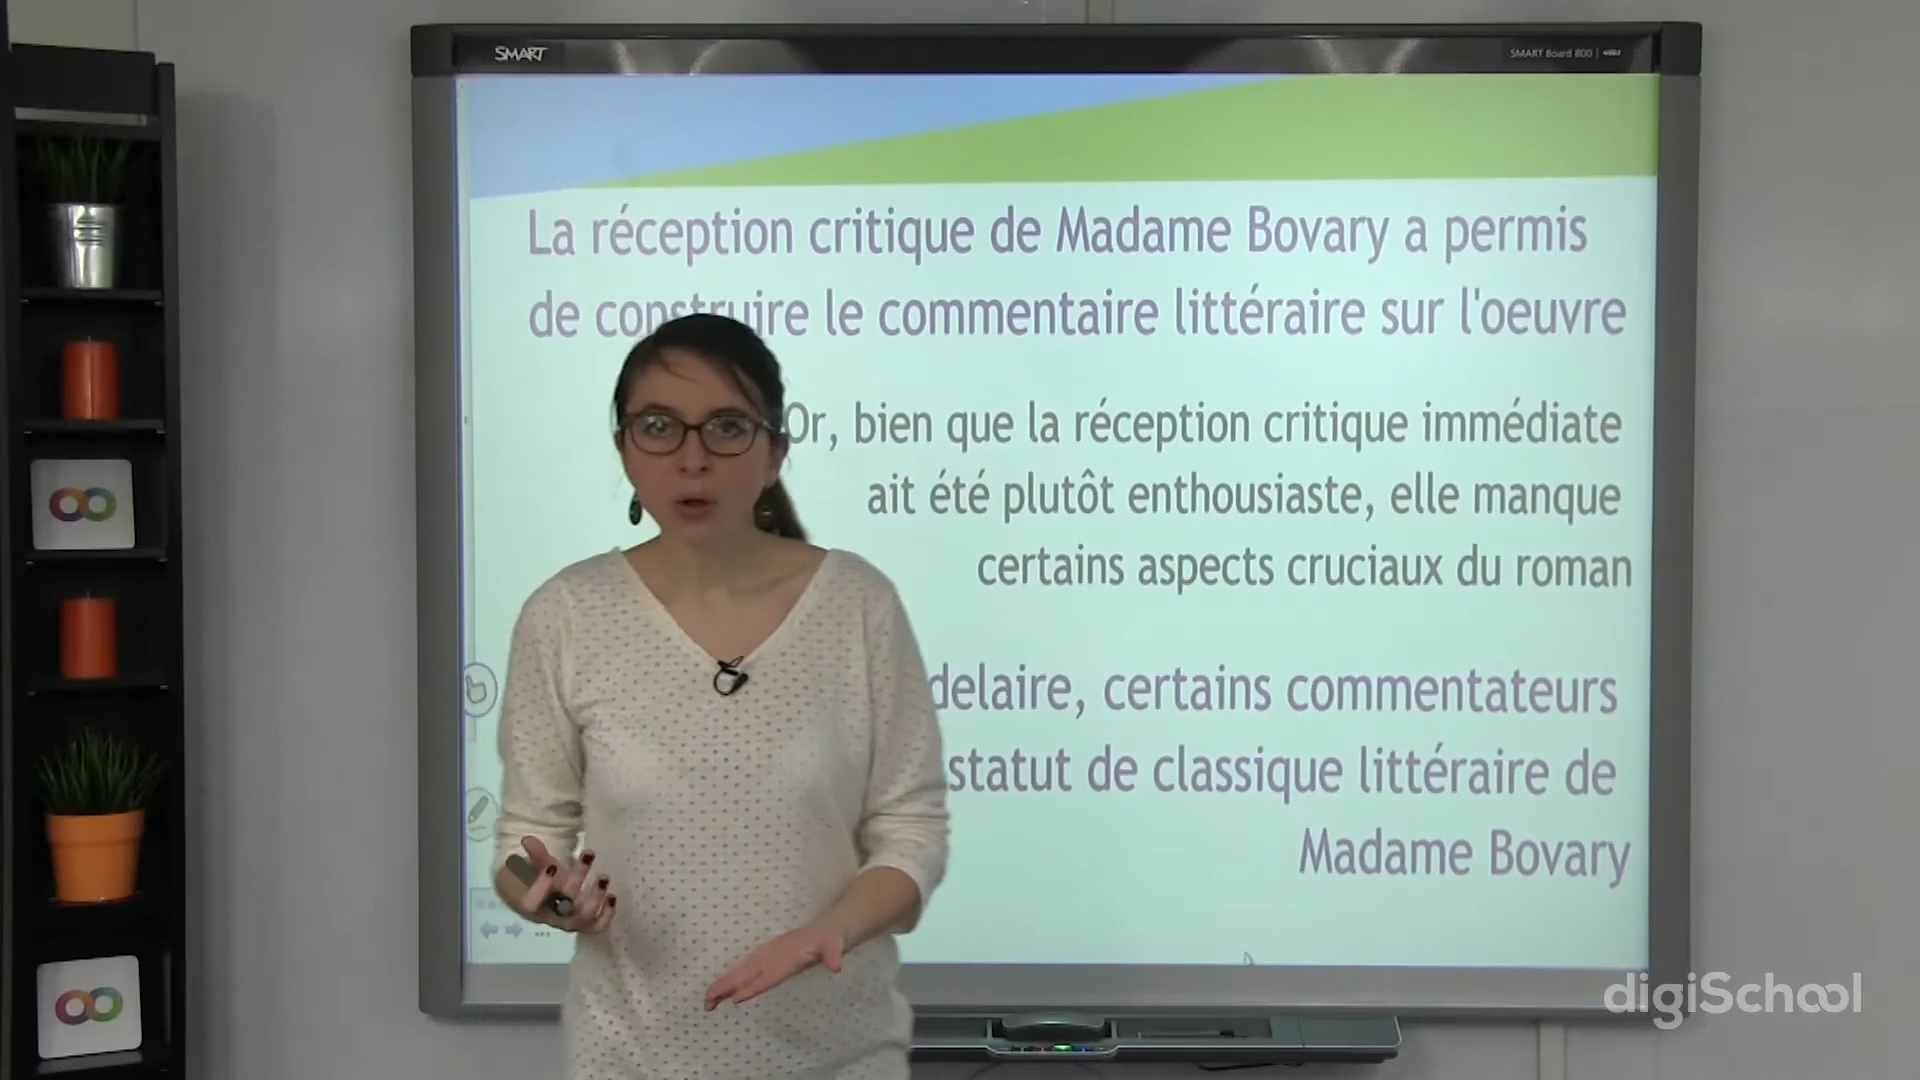 SMART
SMART Board 800
La réception critique de Madame Bovary a permis
de construire le commentaire littéraire sur l'oeuvre
Or, bien que la réception critique immédiate
ait été plutôt enthousiaste, elle manque
certains aspects cruciaux du roman
delaire, certains commentateurs
statut de classique littéraire de
Madame Bovary
digiSchool